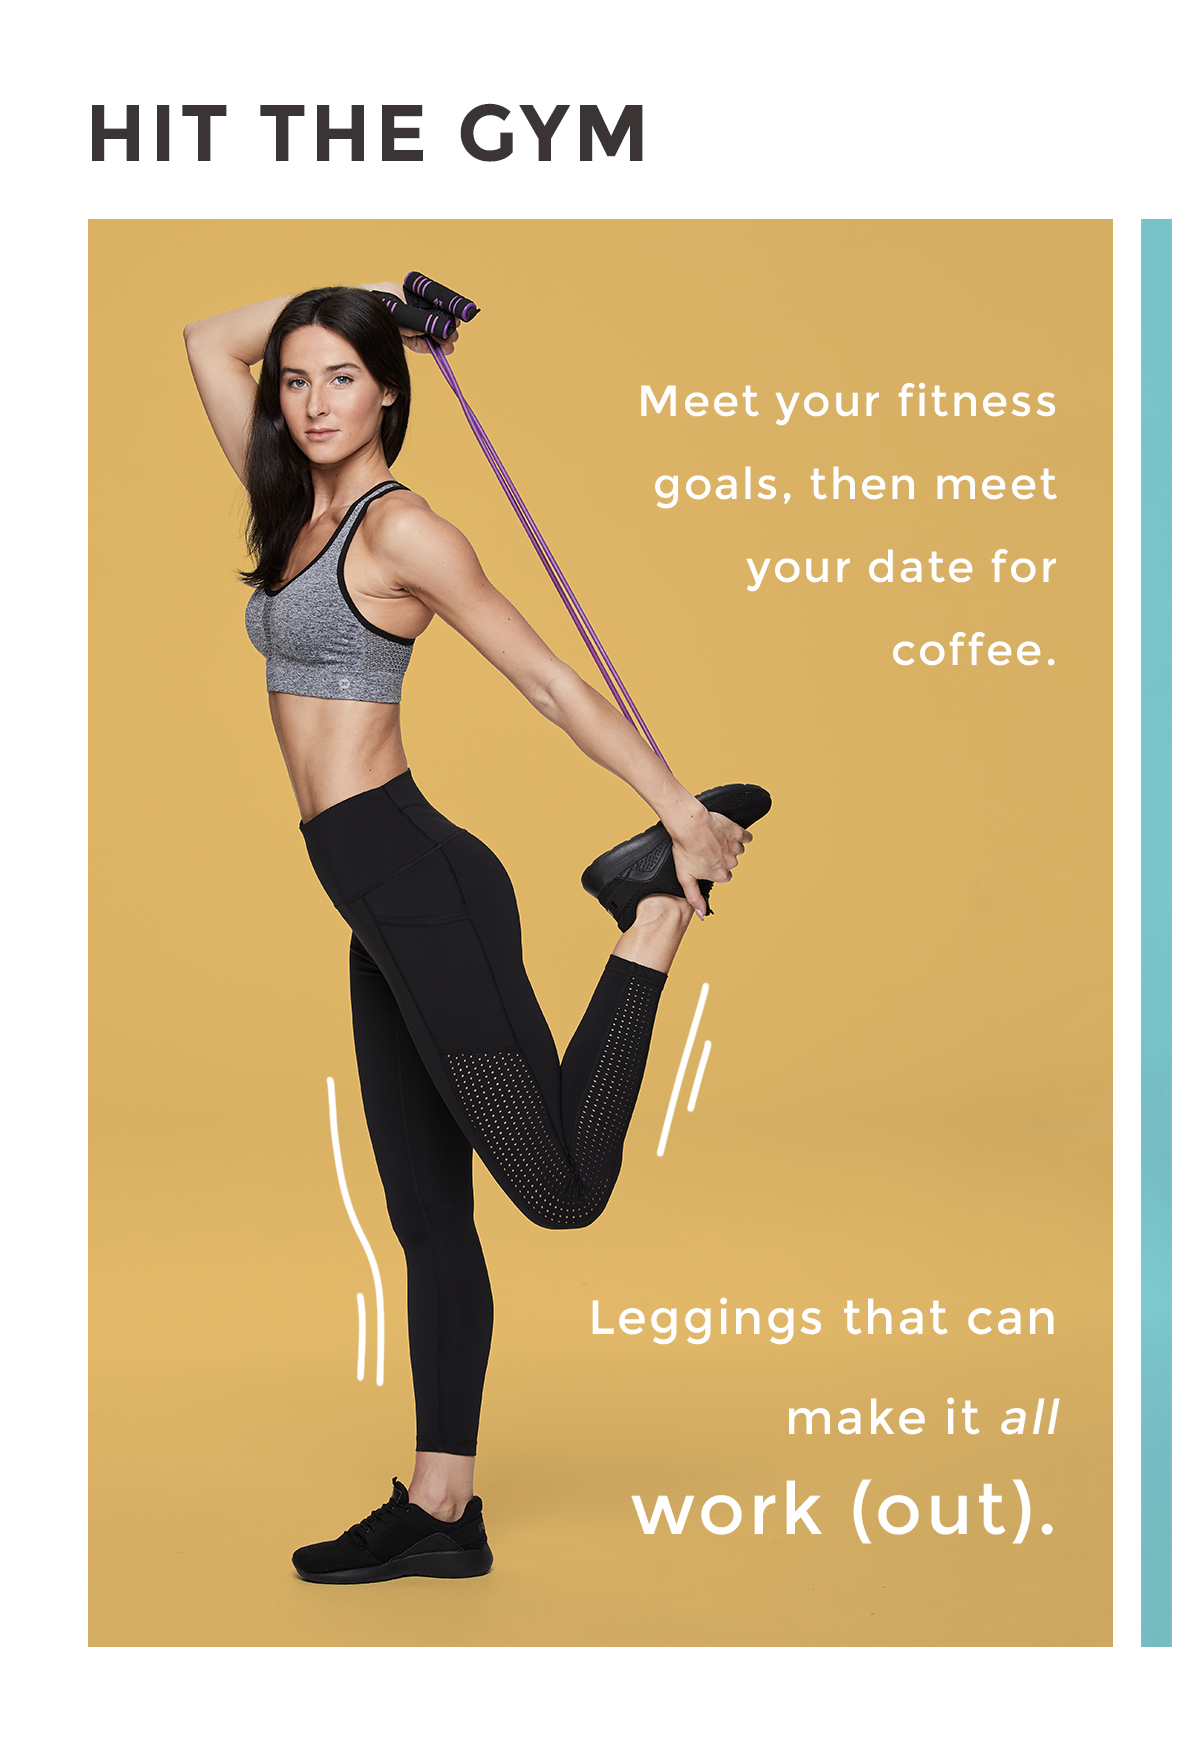 HIT THE GYM
Meet your fitness
goals, then meet
your date for
coffee.
Leggings that can
make it all
work (out).